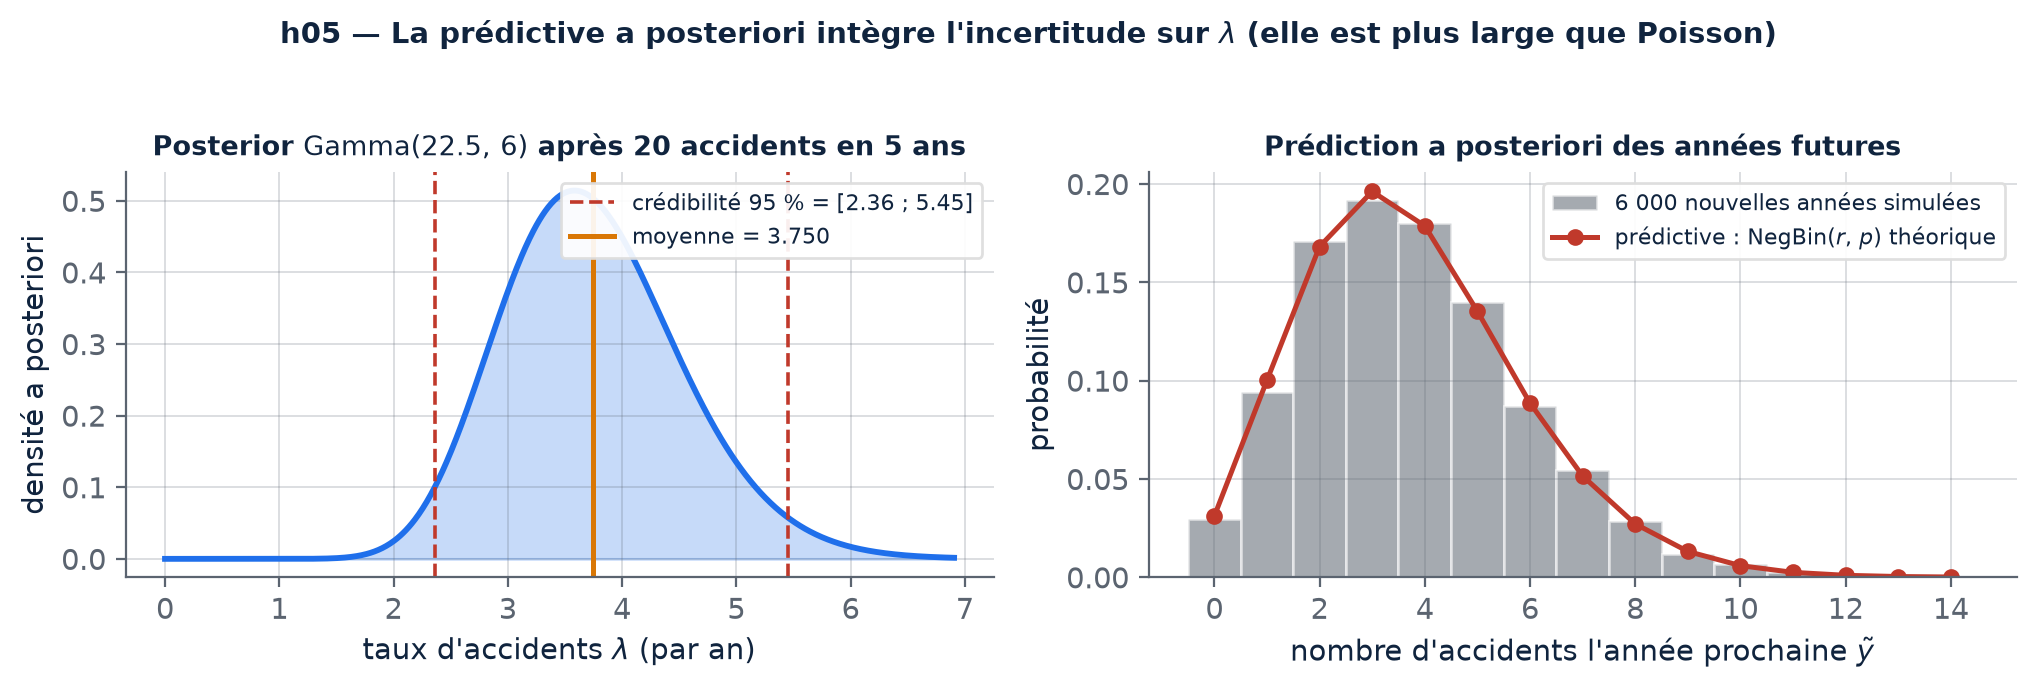 h05 — La prédictive a posteriori intègre l'incertitude sur λ (elle est plus large que Poisson)
Posterior Gamma(22.5, 6) après 20 accidents en 5 ans
densité a posteriori
0.5
0.4
0.3
0.2
0.1
0.0
crédibilité 95 % = [2.36 ; 5.45]
moyenne = 3.750
0 1 2 3 4 5 6 7
taux d'accidents λ (par an)
Prédiction a posteriori des années futures
probabilité
0.20
0.15
0.10
0.05
0.00
6 000 nouvelles années simulées
prédictive : NegBin(r, p) théorique
0 2 4 6 8 10 12 14
nombre d'accidents l'année prochaine ỹ